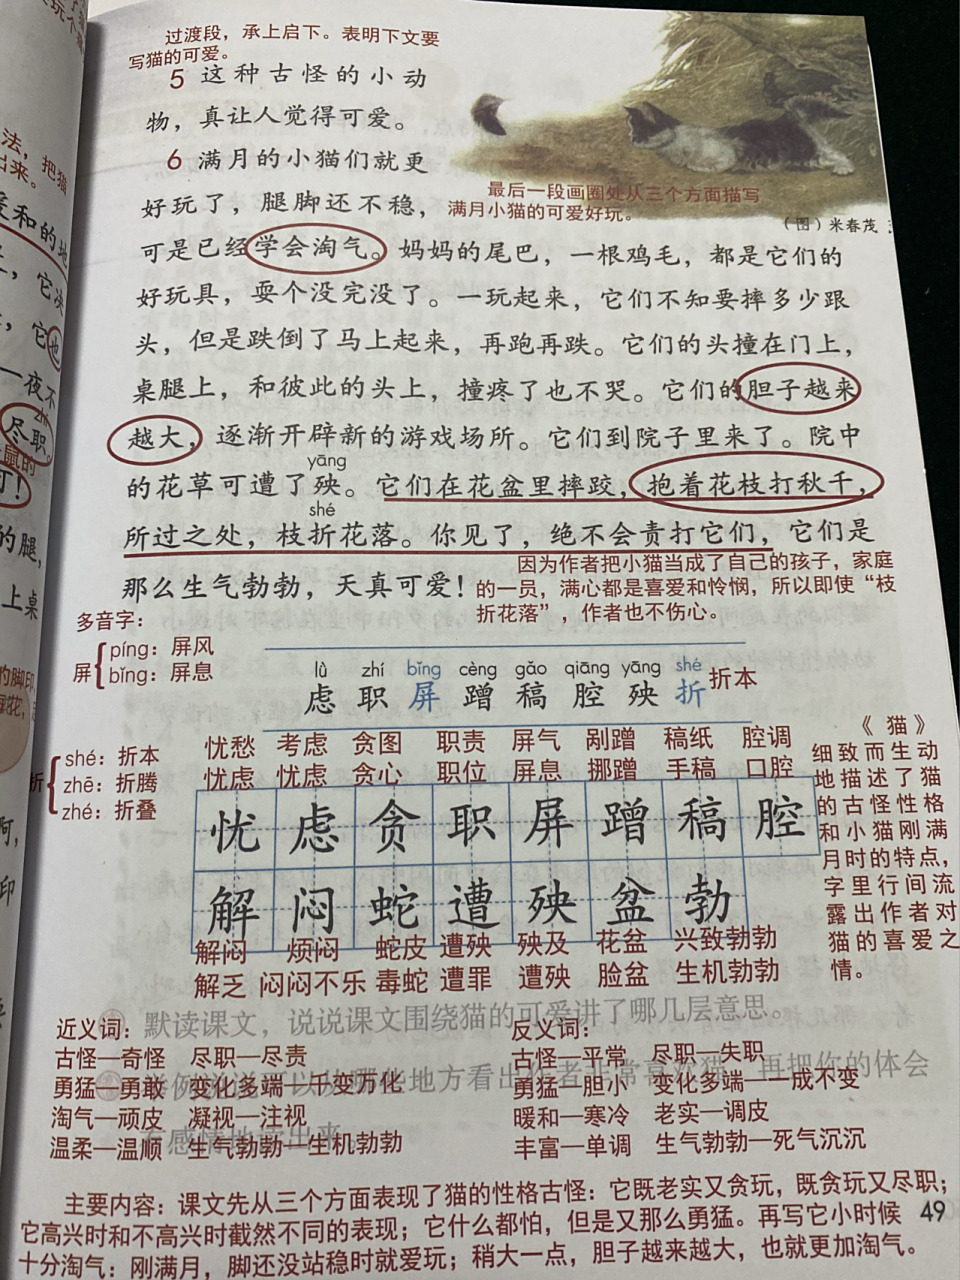 过渡段，承上启下。表明下文要
写猫的可爱。
5 这种古怪的小动
物，真让人觉得可爱。
6 满月的小猫们就更
好玩了，腿脚还不稳，
最后一段画圈处从三个方面描写
满月小猫的可爱好玩。
（图）米春茂
可是已经学会淘气。妈妈的尾巴，一根鸡毛，都是它们的
好玩具，耍个没完没了。一玩起来，它们不知要摔多少跟
头，但是跌倒了马上起来，再跑再跌。它们的头撞在门上，
桌腿上，和彼此的头上，撞疼了也不哭。它们的胆子越来
越大，逐渐开辟新的游戏场所。它们到院子里来了。院中
yāng
的花草可遭了殃。它们在花盆里摔跤，抱着花枝打秋千，
shé
所过之处，枝折花落。你见了，绝不会责打它们，它们是
那么生气勃勃，天真可爱！
因为作者把小猫当成了自己的孩子，家庭
的一员，满心都是喜爱和怜悯，所以即使“枝
折花落”，作者也不伤心。
多音字：
屏
píng：屏风
bǐng：屏息
lǜ zhí bǐng cèng gǎo qiāng yāng shé
虑 职 屏 蹭 稿 腔 殃 折
折本
折
shé：折本
zhē：折腾
zhé：折叠
忧愁 考虑 贪图 职责 屏气 剐蹭 稿纸 腔调
忧虑 忧虑 贪心 职位 屏息 挪蹭 手稿 口腔
忧 虑 贪 职 屏 蹭 稿 腔
解 闷 蛇 遭 殃 盆 勃
解闷 烦闷 蛇皮 遭殃 殃及 花盆 兴致勃勃
解乏 闷闷不乐 毒蛇 遭罪 遭殃 脸盆 生机勃勃
《猫》
细致而生动
地描述了猫
的古怪性格
和小猫刚满
月时的特点，
字里行间流
露出作者对
猫的喜爱之
情。
默读课文，说说课文围绕猫的可爱讲了哪几层意思。
举例说说可以从哪些地方看出作者非常喜欢猫，再把你的体会
有感情地读出来。
近义词：
古怪—奇怪 尽职—尽责
勇猛—勇敢 变化多端—千变万化
淘气—顽皮 凝视—注视
温柔—温顺 生气勃勃—生机勃勃
反义词：
古怪—平常 尽职—失职
勇猛—胆小 变化多端—一成不变
暖和—寒冷 老实—调皮
丰富—单调 生气勃勃—死气沉沉
主要内容：课文先从三个方面表现了猫的性格古怪：它既老实又贪玩，既贪玩又尽职；
它高兴时和不高兴时截然不同的表现；它什么都怕，但是又那么勇猛。再写它小时候
十分淘气：刚满月，脚还没站稳时就爱玩；稍大一点，胆子越来越大，也就更加淘气。
49